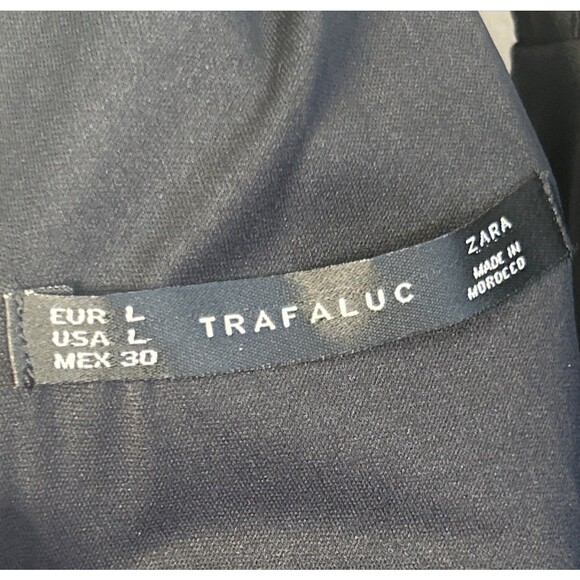 EUR L
USA L
MEX 30
TRAFALUC
ZARA
MADE IN
MOROCCO